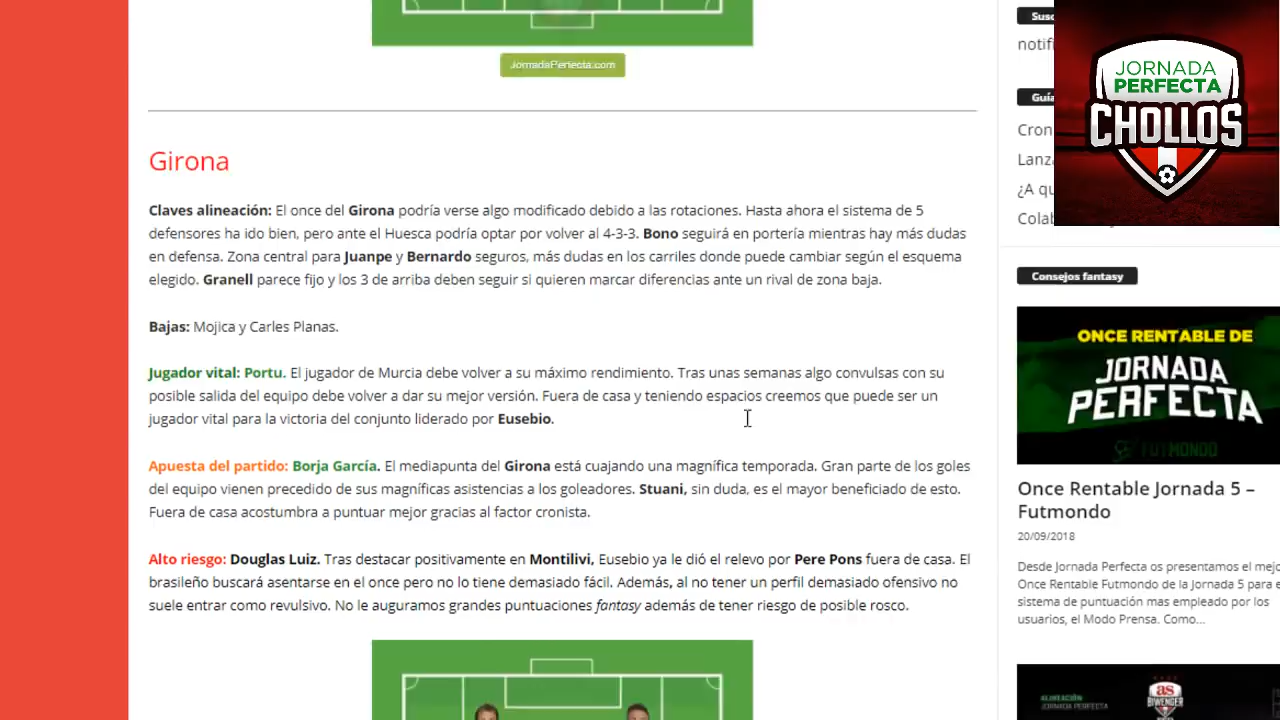 JornadaPerfecta.com
Girona
Claves alineación: El once del Girona podría verse algo modificado debido a las rotaciones. Hasta ahora el sistema de 5
defensores ha ido bien, pero ante el Huesca podría optar por volver al 4-3-3. Bono seguirá en portería mientras hay más dudas
en defensa. Zona central para Juanpe y Bernardo seguros, más dudas en los carriles donde puede cambiar según el esquema
elegido. Granell parece fijo y los 3 de arriba deben seguir si quieren marcar diferencias ante un rival de zona baja.
Bajas: Mojica y Carles Planas.
Jugador vital: Portu. El jugador de Murcia debe volver a su máximo rendimiento. Tras unas semanas algo convulsas con su
posible salida del equipo debe volver a dar su mejor versión. Fuera de casa y teniendo espacios creemos que puede ser un
jugador vital para la victoria del conjunto liderado por Eusebio.
Apuesta del partido: Borja García. El mediapunta del Girona está cuajando una magnífica temporada. Gran parte de los goles
del equipo vienen precedido de sus magníficas asistencias a los goleadores. Stuani, sin duda, es el mayor beneficiado de esto.
Fuera de casa acostumbra a puntuar mejor gracias al factor cronista.
Alto riesgo: Douglas Luiz. Tras destacar positivamente en Montilivi, Eusebio ya le dió el relevo por Pere Pons fuera de casa. El
brasileño buscará asentarse en el once pero no lo tiene demasiado fácil. Además, al no tener un perfil demasiado ofensivo no
suele entrar como revulsivo. No le auguramos grandes puntuaciones fantasy además de tener riesgo de posible rosco.
Susc
notifi
Guía
Cron
Lanza
¿A qu
Colab
JORNADA
PERFECTA
CHOLLOS
Consejos fantasy
ONCE RENTABLE DE
JORNADA
PERFECTA
FUTMONDO
Once Rentable Jornada 5 –
Futmondo
20/09/2018
Desde Jornada Perfecta os presentamos el mejo
Once Rentable Futmondo de la Jornada 5 para e
sistema de puntuación mas empleado por los
usuarios, el Modo Prensa. Como...
ALINEACIÓN
JORNADA PERFECTA
as
BIWENGER